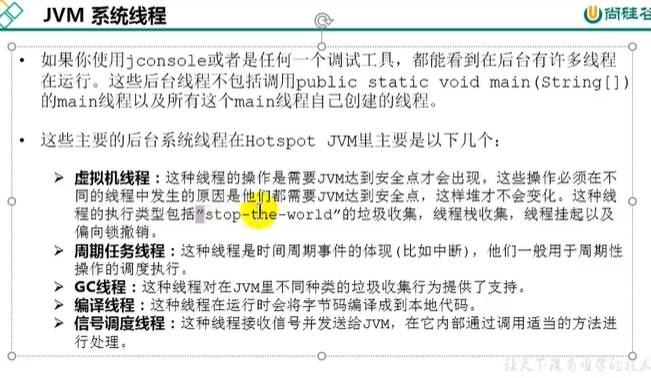 JVM 系统线程
尚硅谷
• 如果你使用jconsole或者是任何一个调试工具，都能看到在后台有许多线程
在运行。这些后台线程不包括调用public static void main(String[])
的main线程以及所有这个main线程自己创建的线程。
• 这些主要的后台系统线程在Hotspot JVM里主要是以下几个：
➢ 虚拟机线程：这种线程的操作是需要JVM达到安全点才会出现。这些操作必须在不
同的线程中发生的原因是他们都需要JVM达到安全点，这样堆才不会变化。这种线
程的执行类型包括”stop-the-world”的垃圾收集，线程栈收集，线程挂起以及
偏向锁撤销。
➢ 周期任务线程：这种线程是时间周期事件的体现(比如中断)，他们一般用于周期性
操作的调度执行。
➢ GC线程：这种线程对在JVM里不同种类的垃圾收集行为提供了支持。
➢ 编译线程：这种线程在运行时会将字节码编译成到本地代码。
➢ 信号调度线程：这种线程接收信号并发送给JVM，在它内部通过调用适当的方法进
行处理。
让天下没有难学的技术